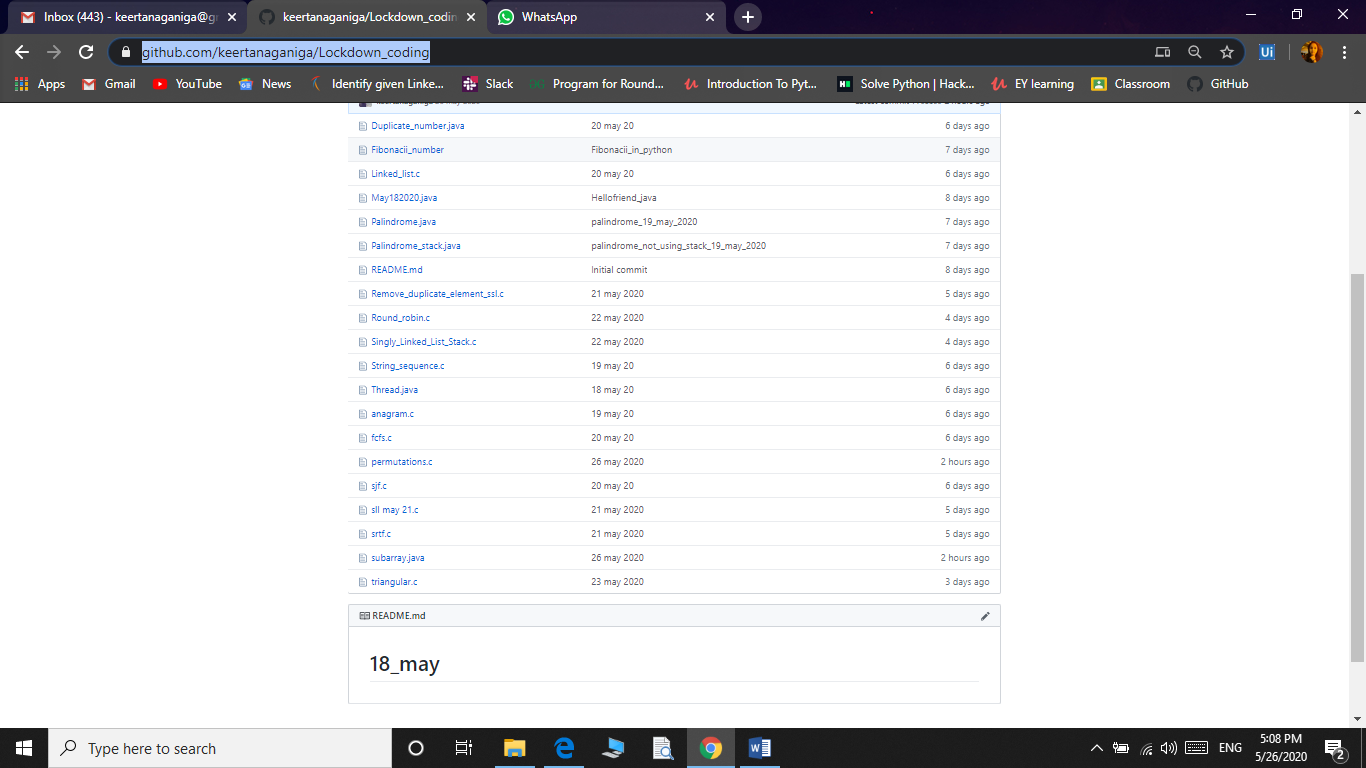 Inbox (443) - keertanaganiga@gr
keertanaganiga/Lockdown_coding
WhatsApp
github.com/keertanaganiga/Lockdown_coding
Ui
Apps Gmail YouTube News Identify given Linke... Slack Program for Round... Introduction To Pyt... Solve Python | Hack... EY learning Classroom GitHub
Duplicate_number.java 20 may 20 6 days ago
Fibonacii_number Fibonacii_in_python 7 days ago
Linked_list.c 20 may 20 6 days ago
May182020.java Hellofriend_java 8 days ago
Palindrome.java palindrome_19_may_2020 7 days ago
Palindrome_stack.java palindrome_not_using_stack_19_may_2020 7 days ago
README.md Initial commit 8 days ago
Remove_duplicate_element_ssl.c 21 may 2020 5 days ago
Round_robin.c 22 may 2020 4 days ago
Singly_Linked_List_Stack.c 22 may 2020 4 days ago
String_sequence.c 19 may 20 6 days ago
Thread.java 18 may 20 6 days ago
anagram.c 19 may 20 6 days ago
fcfs.c 20 may 20 6 days ago
permutations.c 26 may 2020 2 hours ago
sjf.c 20 may 20 6 days ago
sll may 21.c 21 may 2020 5 days ago
srtf.c 21 may 2020 5 days ago
subarray.java 26 may 2020 2 hours ago
triangular.c 23 may 2020 3 days ago
README.md
18_may
Type here to search
ENG
5:08 PM
5/26/2020
2